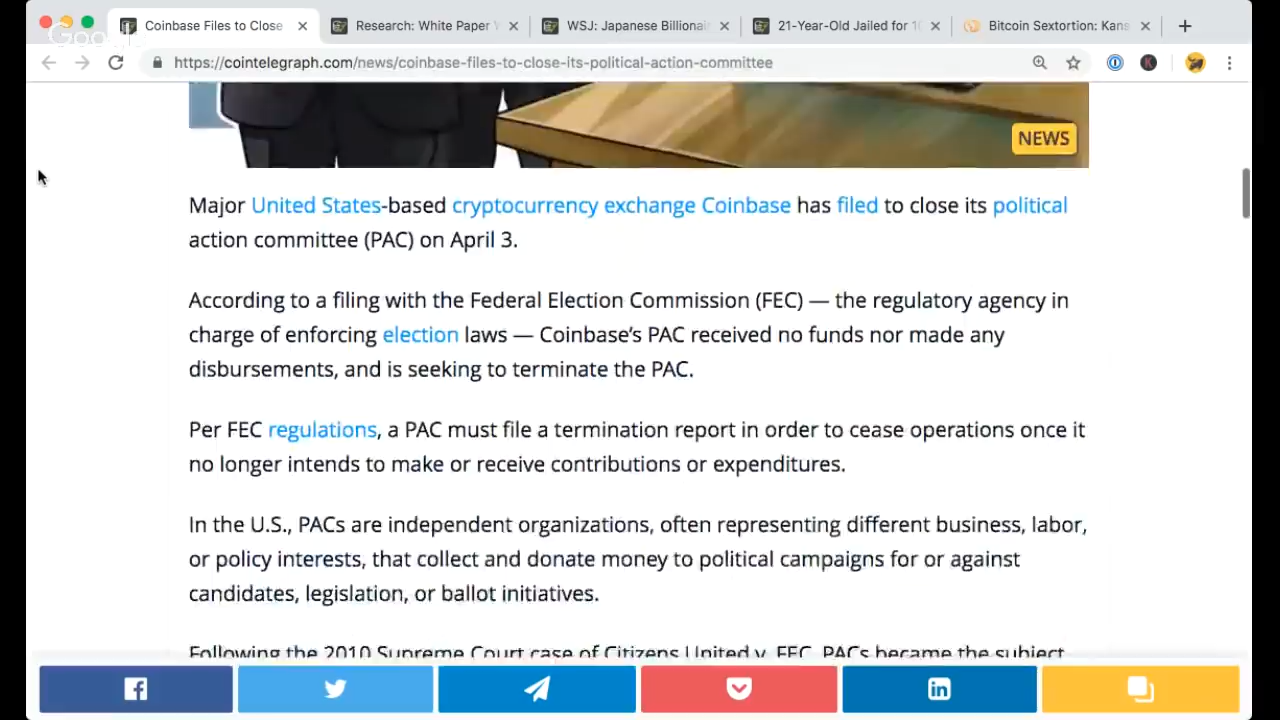 Coinbase Files to Close
Research: White Paper
WSJ: Japanese Billionai
21-Year-Old Jailed for 10
Bitcoin Sextortion: Kans
Google
https://cointelegraph.com/news/coinbase-files-to-close-its-political-action-committee
NEWS
Major United States-based cryptocurrency exchange Coinbase has filed to close its political
action committee (PAC) on April 3.
According to a filing with the Federal Election Commission (FEC) — the regulatory agency in
charge of enforcing election laws — Coinbase’s PAC received no funds nor made any
disbursements, and is seeking to terminate the PAC.
Per FEC regulations, a PAC must file a termination report in order to cease operations once it
no longer intends to make or receive contributions or expenditures.
In the U.S., PACs are independent organizations, often representing different business, labor,
or policy interests, that collect and donate money to political campaigns for or against
candidates, legislation, or ballot initiatives.
Following the 2010 Supreme Court case of Citizens United v. FEC, PACs became the subject